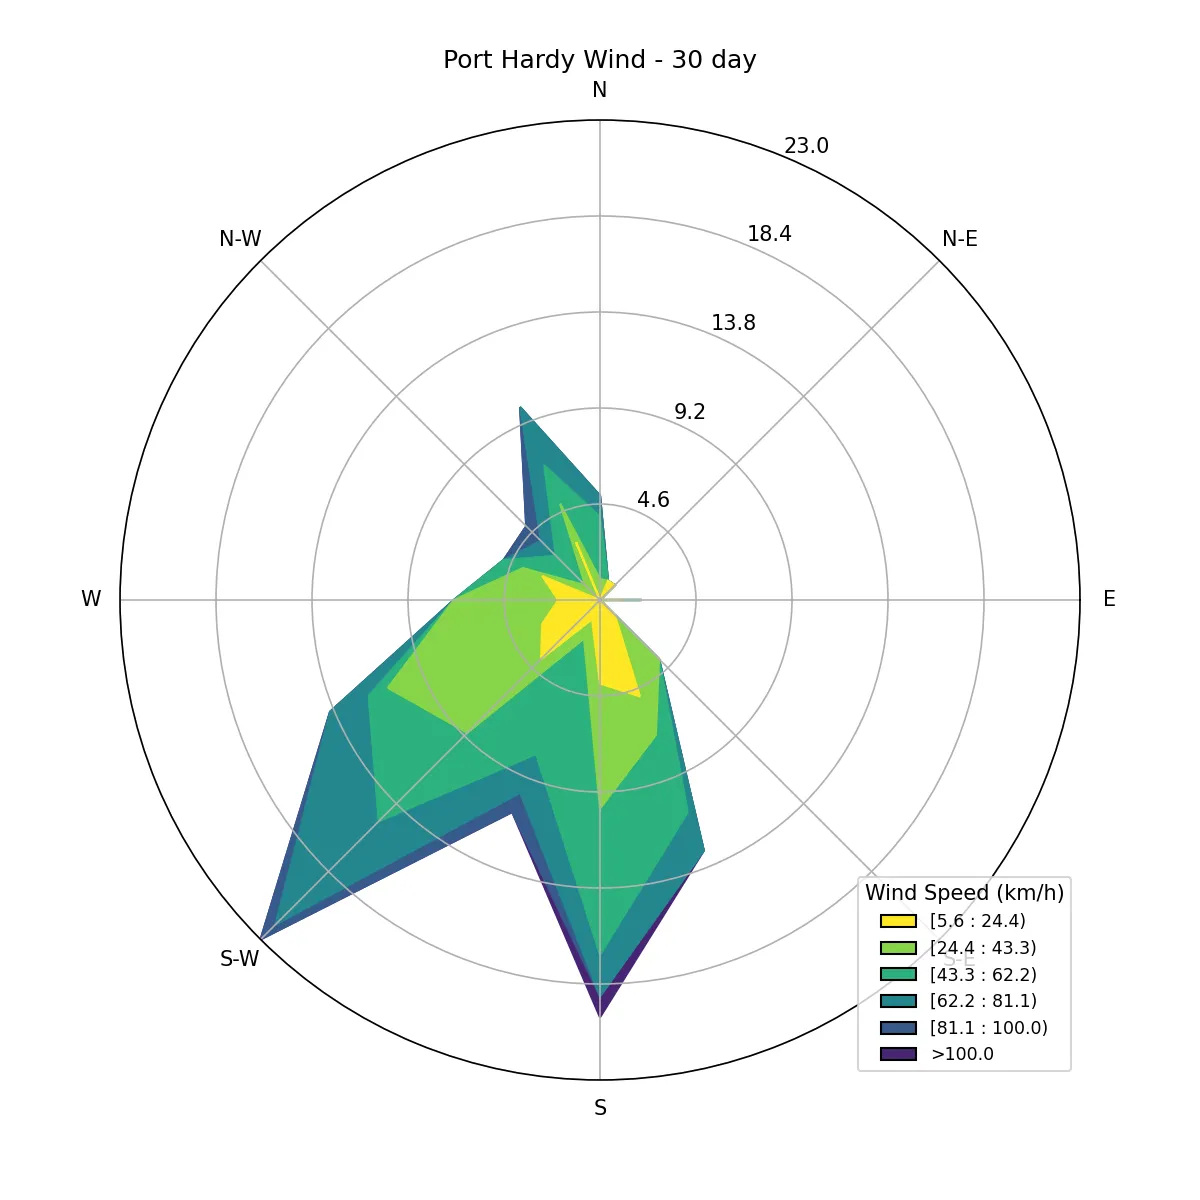 Port Hardy Wind - 30 day
N
23.0
N-W
18.4
N-E
13.8
9.2
4.6
W
E
Wind Speed (km/h)
[5.6 : 24.4)
[24.4 : 43.3)
S-W
S-E
[43.3 : 62.2)
[62.2 : 81.1)
[81.1 : 100.0)
>100.0
S